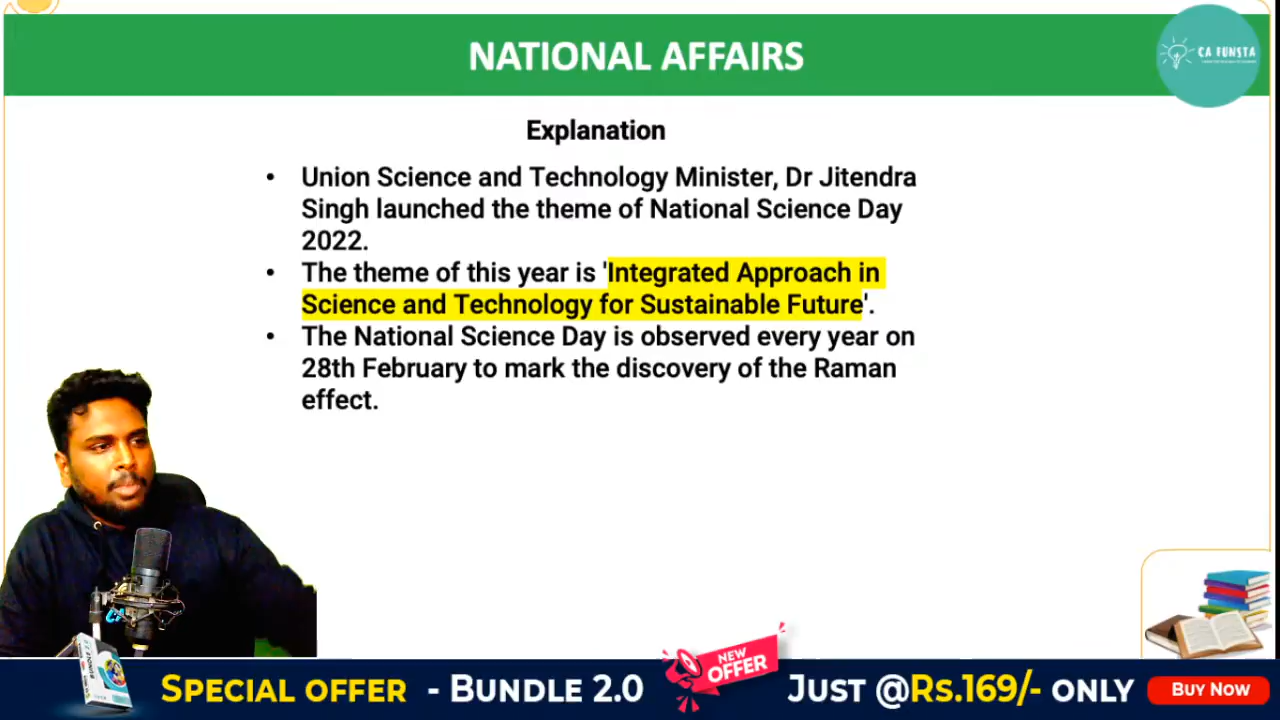 NATIONAL AFFAIRS
CA FUNSTA
Explanation
• Union Science and Technology Minister, Dr Jitendra
Singh launched the theme of National Science Day
2022.
• The theme of this year is 'Integrated Approach in
Science and Technology for Sustainable Future'.
• The National Science Day is observed every year on
28th February to mark the discovery of the Raman
effect.
SPECIAL OFFER - BUNDLE 2.0
NEW
OFFER
JUST @Rs.169/- ONLY
Buy Now